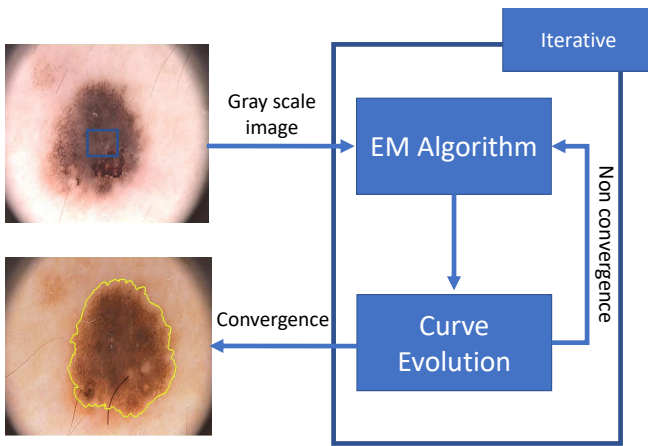 Iterative
Gray scale
image
EM Algorithm
Non convergence
Convergence
Curve
Evolution